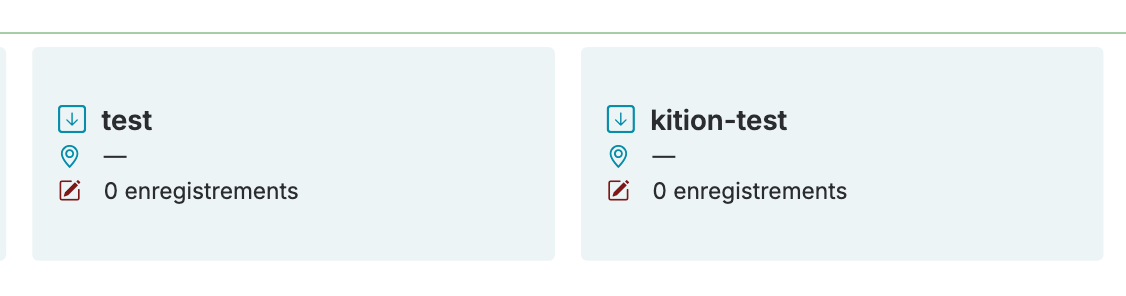 test
—
0 enregistrements
kition-test
—
0 enregistrements